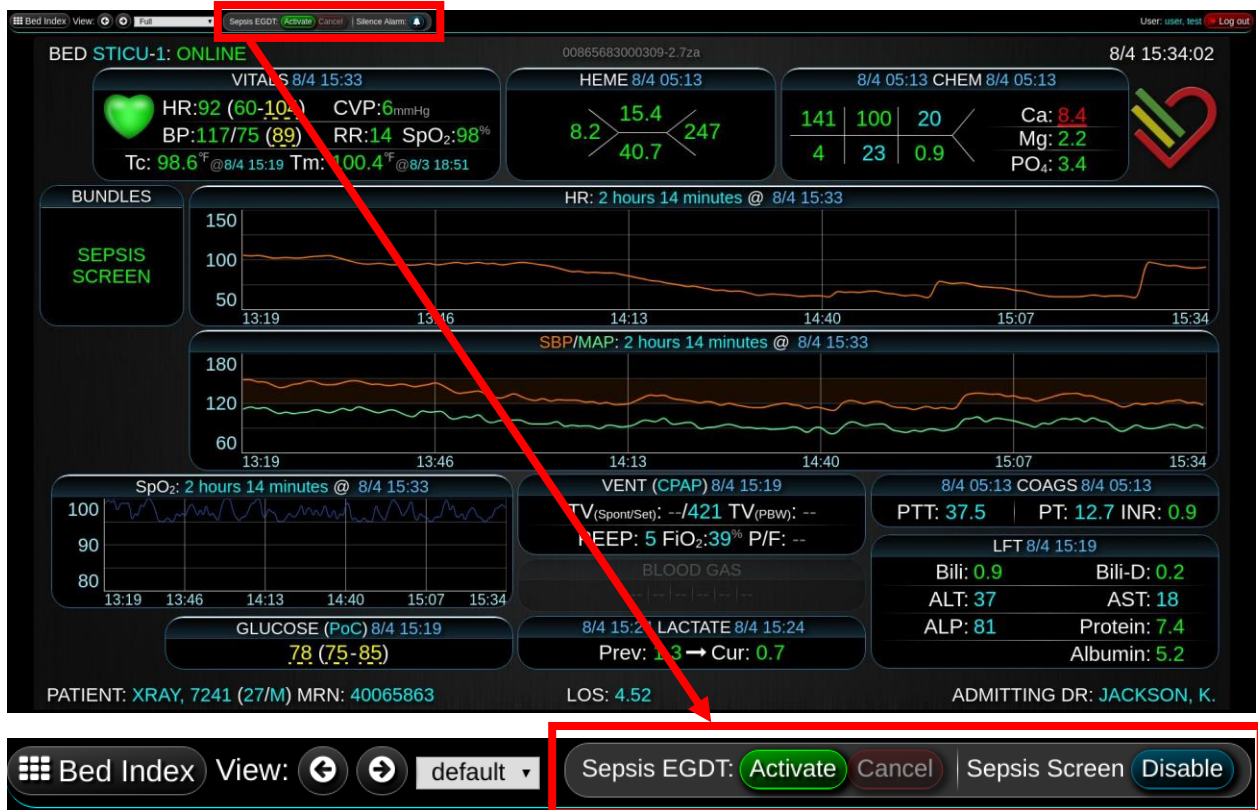 Bed Index View: Full Sepsis EGDT: Activate Cancel | Silence Alarm: User: user, test Log out
BED STICU-1: ONLINE 00865683000309-2.7za 8/4 15:34:02
VITALS 8/4 15:33
HR:92 (60-104) CVP:6mmHg
BP:117/75 (89) RR:14 SpO₂:98%
Tc: 98.6°F@8/4 15:19 Tm:100.4°F@8/3 18:51
HEME 8/4 05:13
15.4
8.2 247
40.7
8/4 05:13 CHEM 8/4 05:13
141 100 20 Ca: 8.4
Mg: 2.2
4 23 0.9 PO₄: 3.4
BUNDLES
SEPSIS
SCREEN
HR: 2 hours 14 minutes @ 8/4 15:33
150
100
50
13:19 13:46 14:13 14:40 15:07 15:34
SBP/MAP: 2 hours 14 minutes @ 8/4 15:33
180
120
60
13:19 13:46 14:13 14:40 15:07 15:34
SpO₂: 2 hours 14 minutes @ 8/4 15:33
100
90
80
13:19 13:46 14:13 14:40 15:07 15:34
VENT (CPAP) 8/4 15:19
TV(Spont/Set): --/421 TV(PBW): --
PEEP: 5 FiO₂:39% P/F: --
BLOOD GAS
--|--|--|--|--|--
8/4 05:13 COAGS 8/4 05:13
PTT: 37.5 PT: 12.7 INR: 0.9
LFT 8/4 15:19
Bili: 0.9 Bili-D: 0.2
ALT: 37 AST: 18
ALP: 81 Protein: 7.4
Albumin: 5.2
GLUCOSE (PoC) 8/4 15:19
78 (75-85)
8/4 15:24 LACTATE 8/4 15:24
Prev: 1.3 → Cur: 0.7
PATIENT: XRAY, 7241 (27/M) MRN: 40065863 LOS: 4.52 ADMITTING DR: JACKSON, K.
Bed Index View: default Sepsis EGDT: Activate Cancel | Sepsis Screen Disable